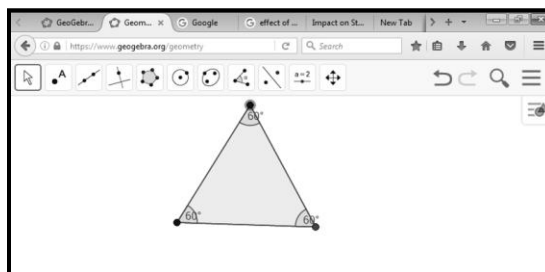 GeoGebr...
Geom...
Google
effect of ...
Impact on St...
New Tab
https://www.geogebra.org/geometry
Search
A
a=2
60°
60°
60°